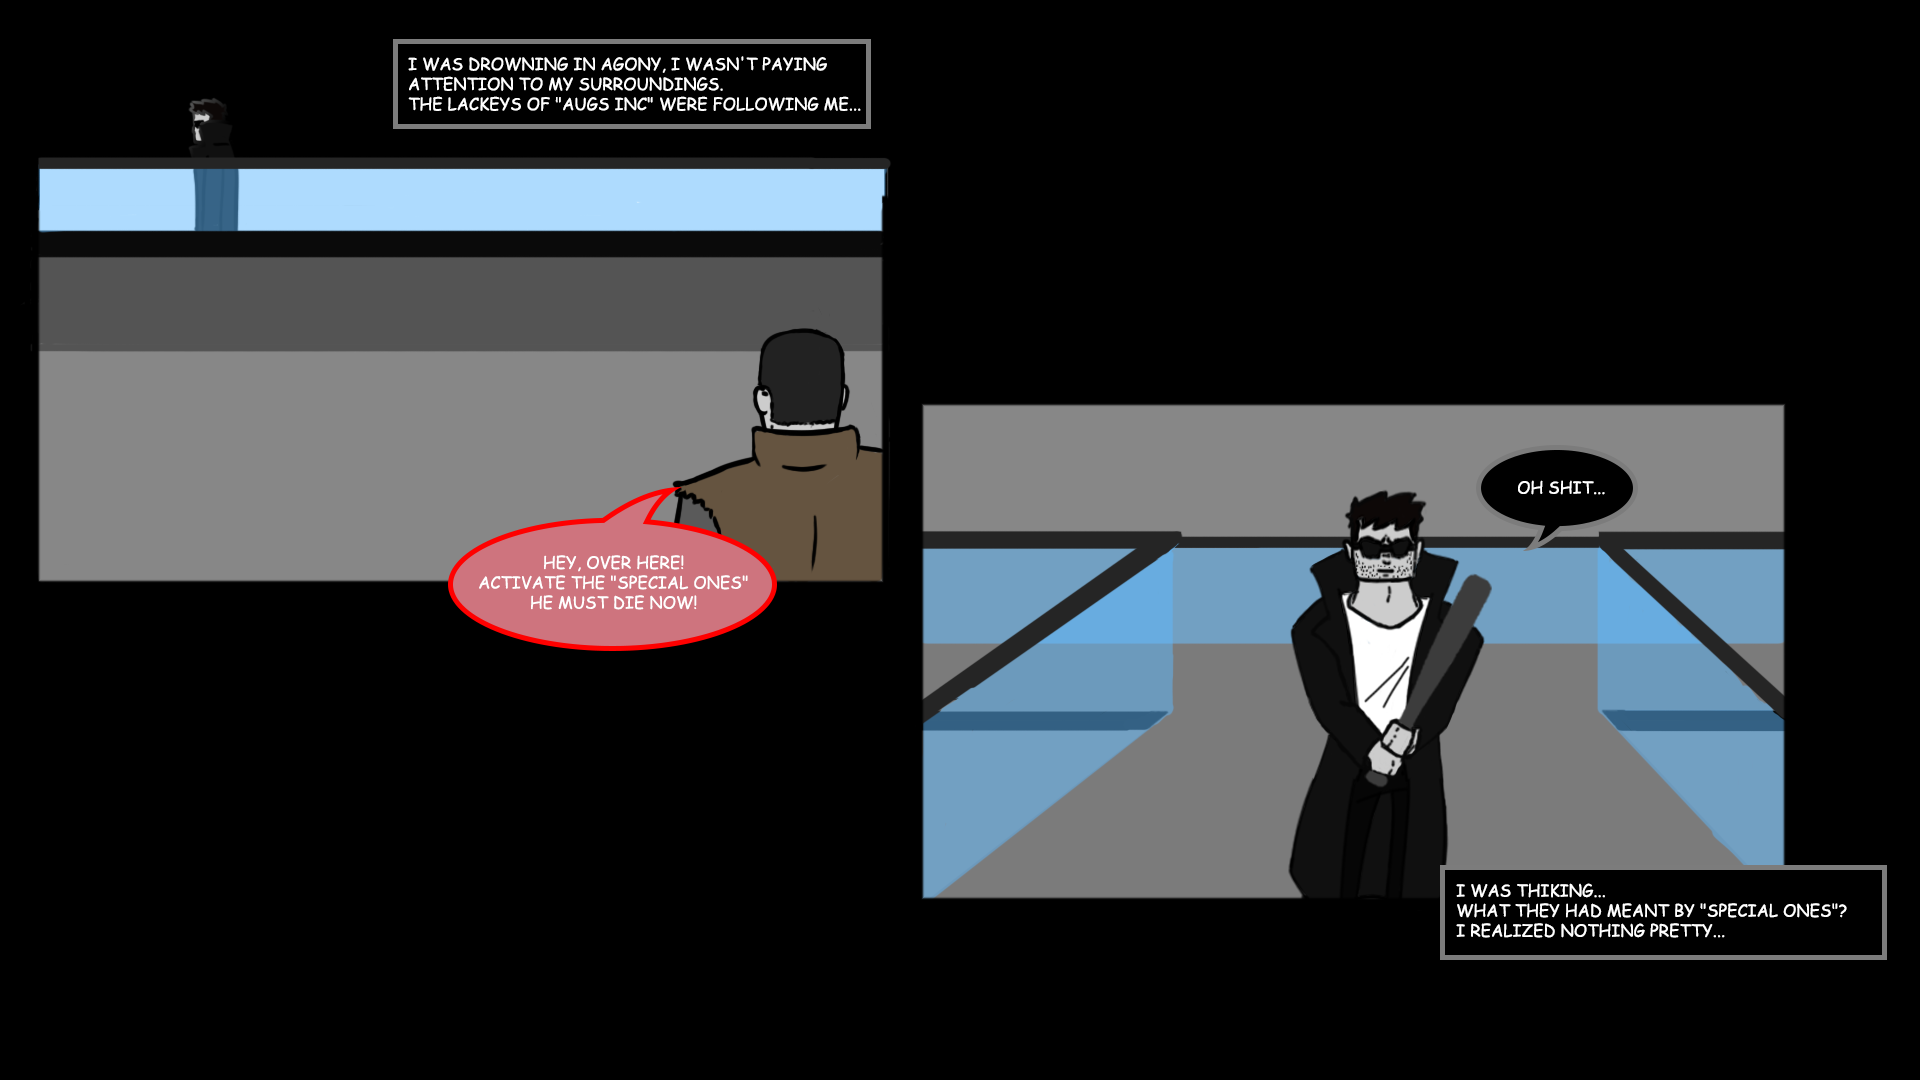 I WAS DROWNING IN AGONY, I WASN'T PAYING
ATTENTION TO MY SURROUNDINGS.
THE LACKEYS OF "AUGS INC" WERE FOLLOWING ME...
HEY, OVER HERE!
ACTIVATE THE "SPECIAL ONES"
HE MUST DIE NOW!
OH SHIT...
I WAS THIKING...
WHAT THEY HAD MEANT BY "SPECIAL ONES"?
I REALIZED NOTHING PRETTY...